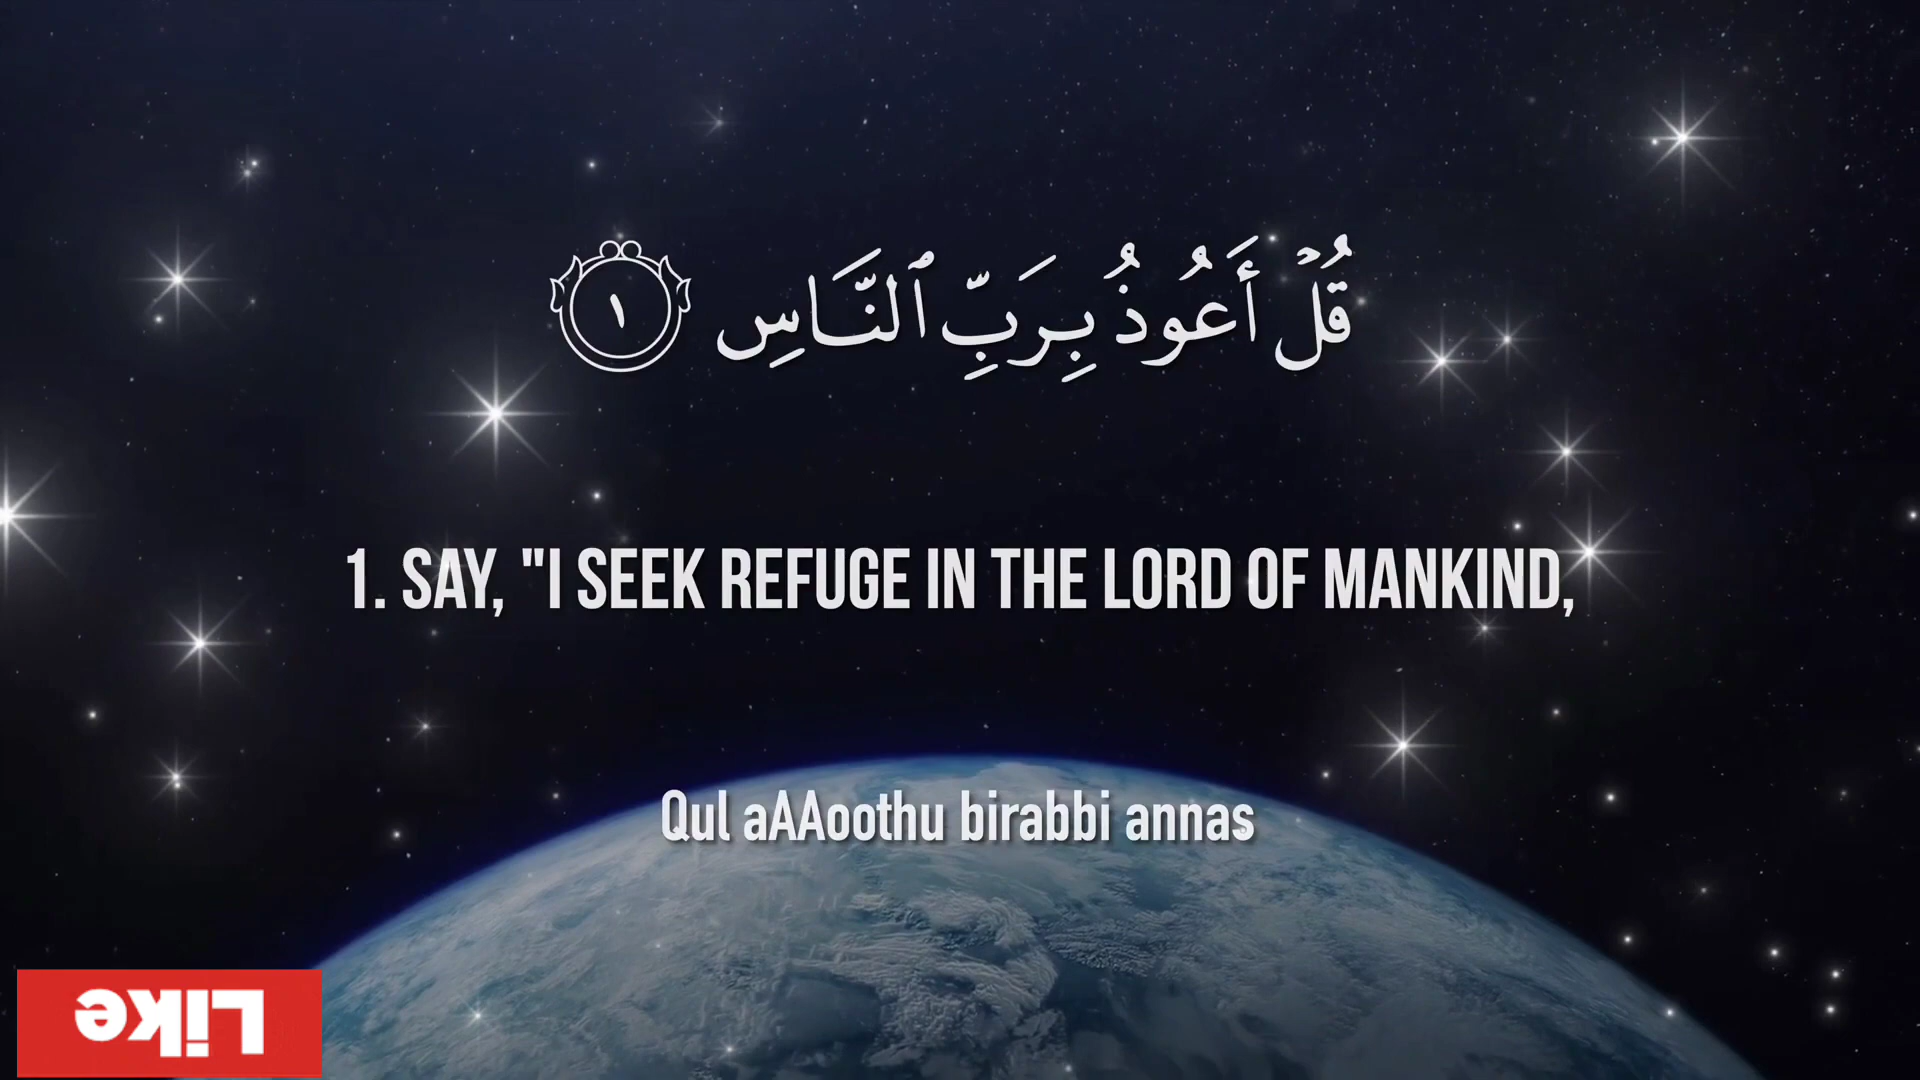 قُلْ أَعُوذُ بِرَبِّ ٱلنَّاسِ ١
1. SAY, "I SEEK REFUGE IN THE LORD OF MANKIND,
Qul aAAoothu birabbi annas
Like